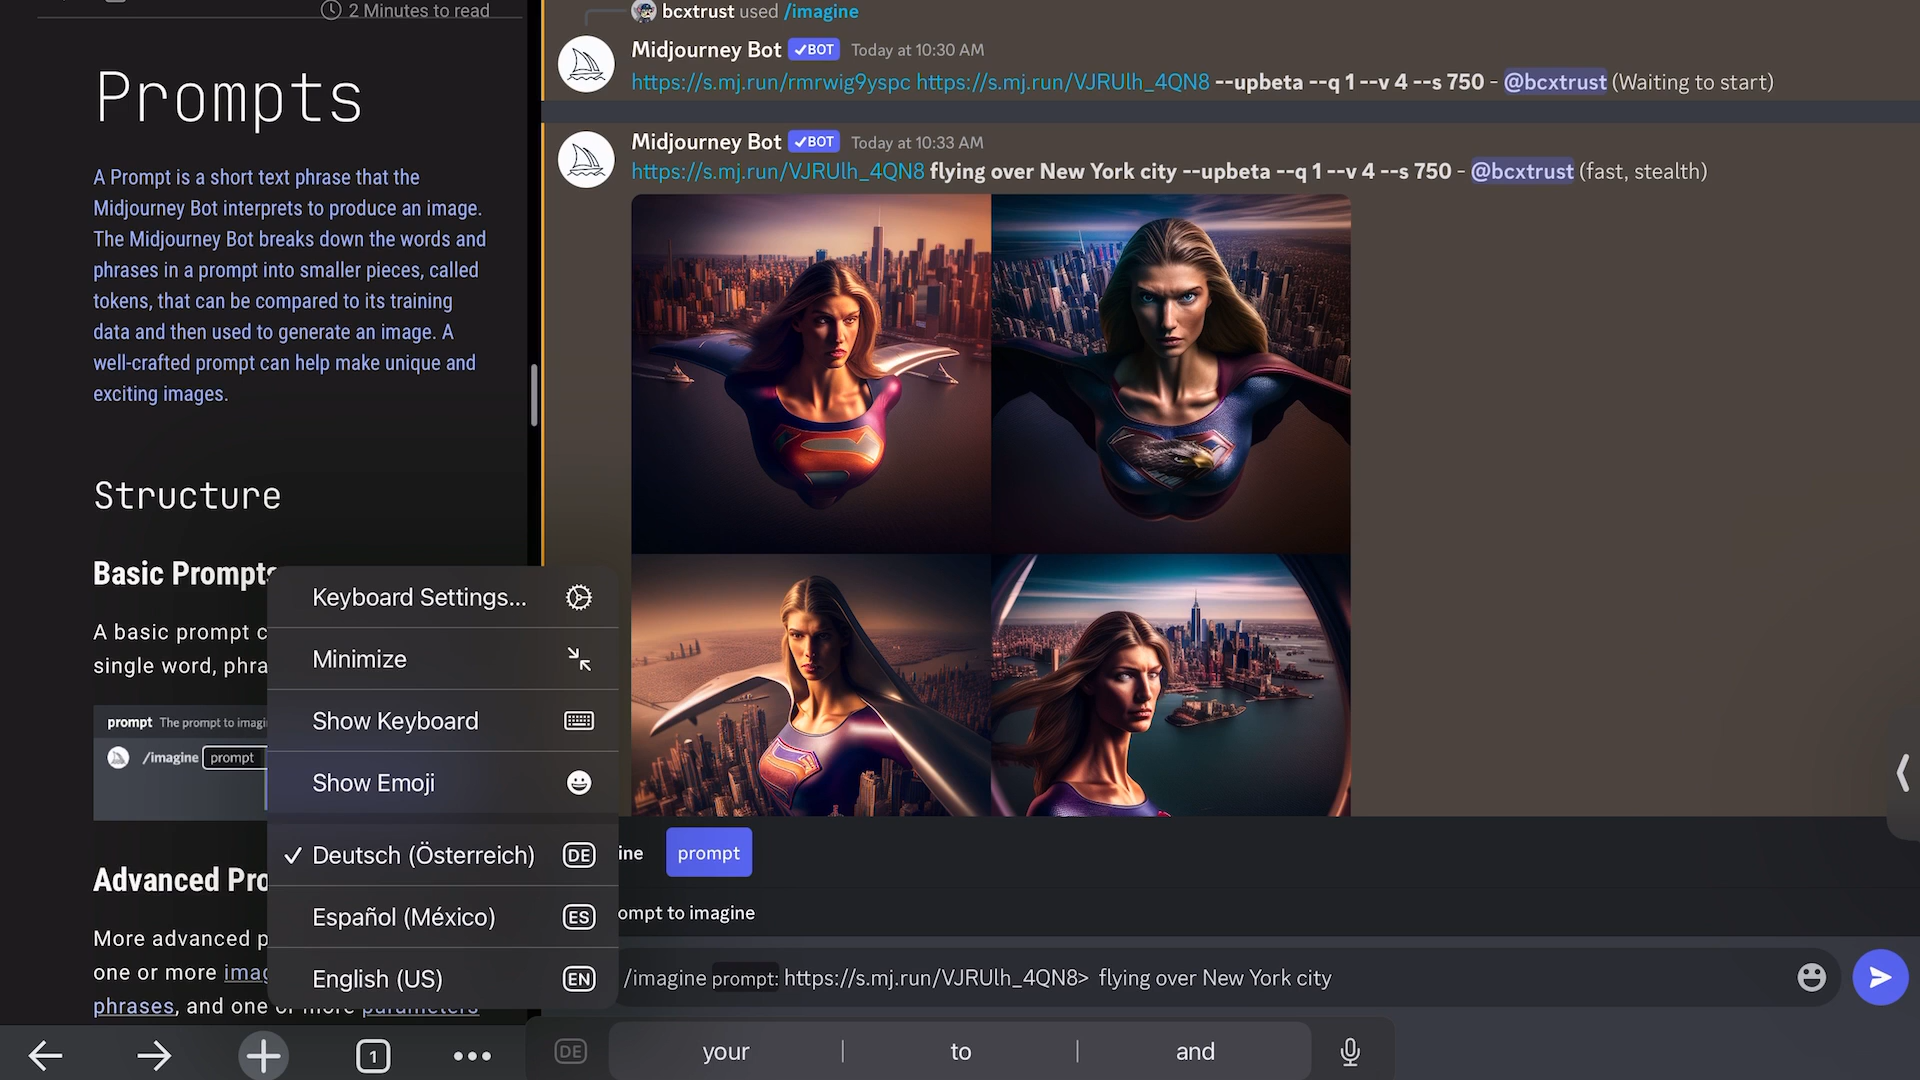 2 Minutes to read
Prompts
A Prompt is a short text phrase that the
Midjourney Bot interprets to produce an image.
The Midjourney Bot breaks down the words and
phrases in a prompt into smaller pieces, called
tokens, that can be compared to its training
data and then used to generate an image. A
well-crafted prompt can help make unique and
exciting images.
Structure
Basic Prompts
A basic prompt c
single word, phra
prompt The prompt to imagi
/imagine prompt
Advanced Pro
More advanced p
one or more imag
phrases, and one or more parameters
1
bcxtrust used /imagine
Midjourney Bot ✓BOT Today at 10:30 AM
https://s.mj.run/rmrwig9yspc https://s.mj.run/VJRUlh_4QN8 --upbeta --q 1 --v 4 --s 750 - @bcxtrust (Waiting to start)
Midjourney Bot ✓BOT Today at 10:33 AM
https://s.mj.run/VJRUlh_4QN8 flying over New York city --upbeta --q 1 --v 4 --s 750 - @bcxtrust (fast, stealth)
Keyboard Settings...
Minimize
Show Keyboard
Show Emoji
✓ Deutsch (Österreich) DE
Español (México) ES
English (US) EN
ine prompt
ompt to imagine
/imagine prompt: https://s.mj.run/VJRUlh_4QN8> flying over New York city
DE your | to | and